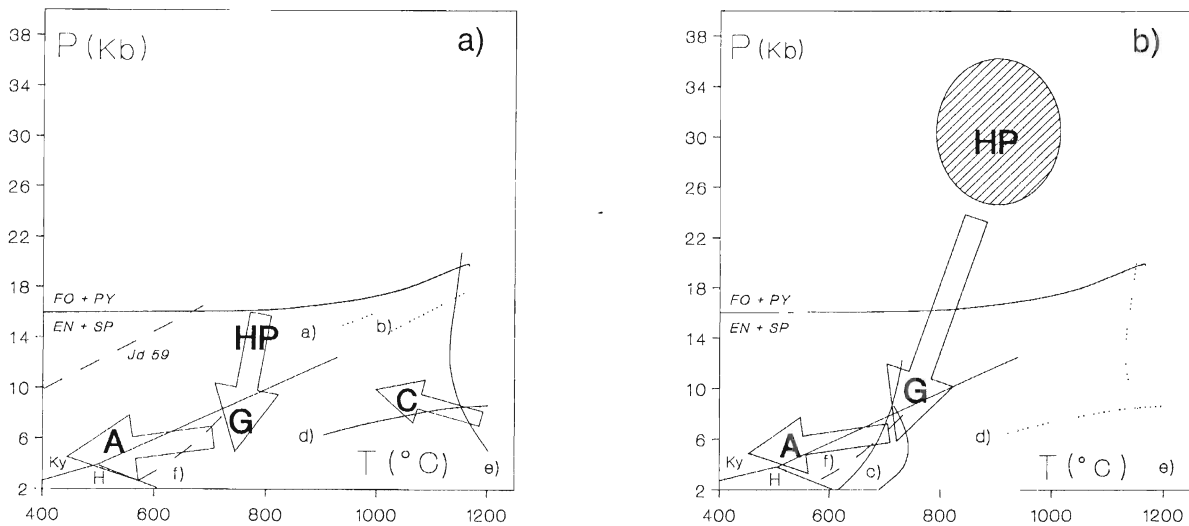 a)
P (Kb)
38
34
30
26
22
18
14
10
6
2
FO + PY
EN + SP
Jd 59
HP
a)
b)
G
C
A
d)
Ky
H
f)
T (°C)
e)
400 600 800 1000 1200
b)
P (Kb)
38
34
30
26
22
18
14
10
6
2
HP
FO + PY
EN + SP
G
A
d)
Ky
H
f)
c)
T (°C)
e)
400 600 800 1000 1200